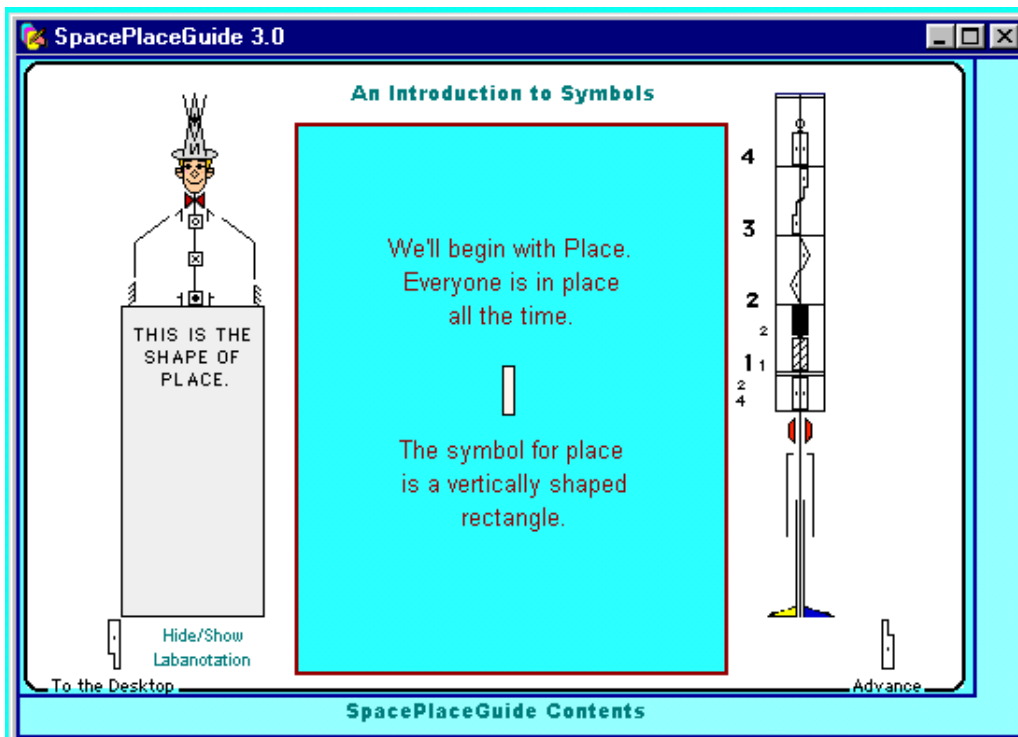 SpacePlaceGuide 3.0
An Introduction to Symbols
THIS IS THE
SHAPE OF
PLACE.
We'll begin with Place.
Everyone is in place
all the time.
The symbol for place
is a vertically shaped
rectangle.
4
3
2
2
1 1
2
4
Hide/Show
Labanotation
To the Desktop
Advance
SpacePlaceGuide Contents